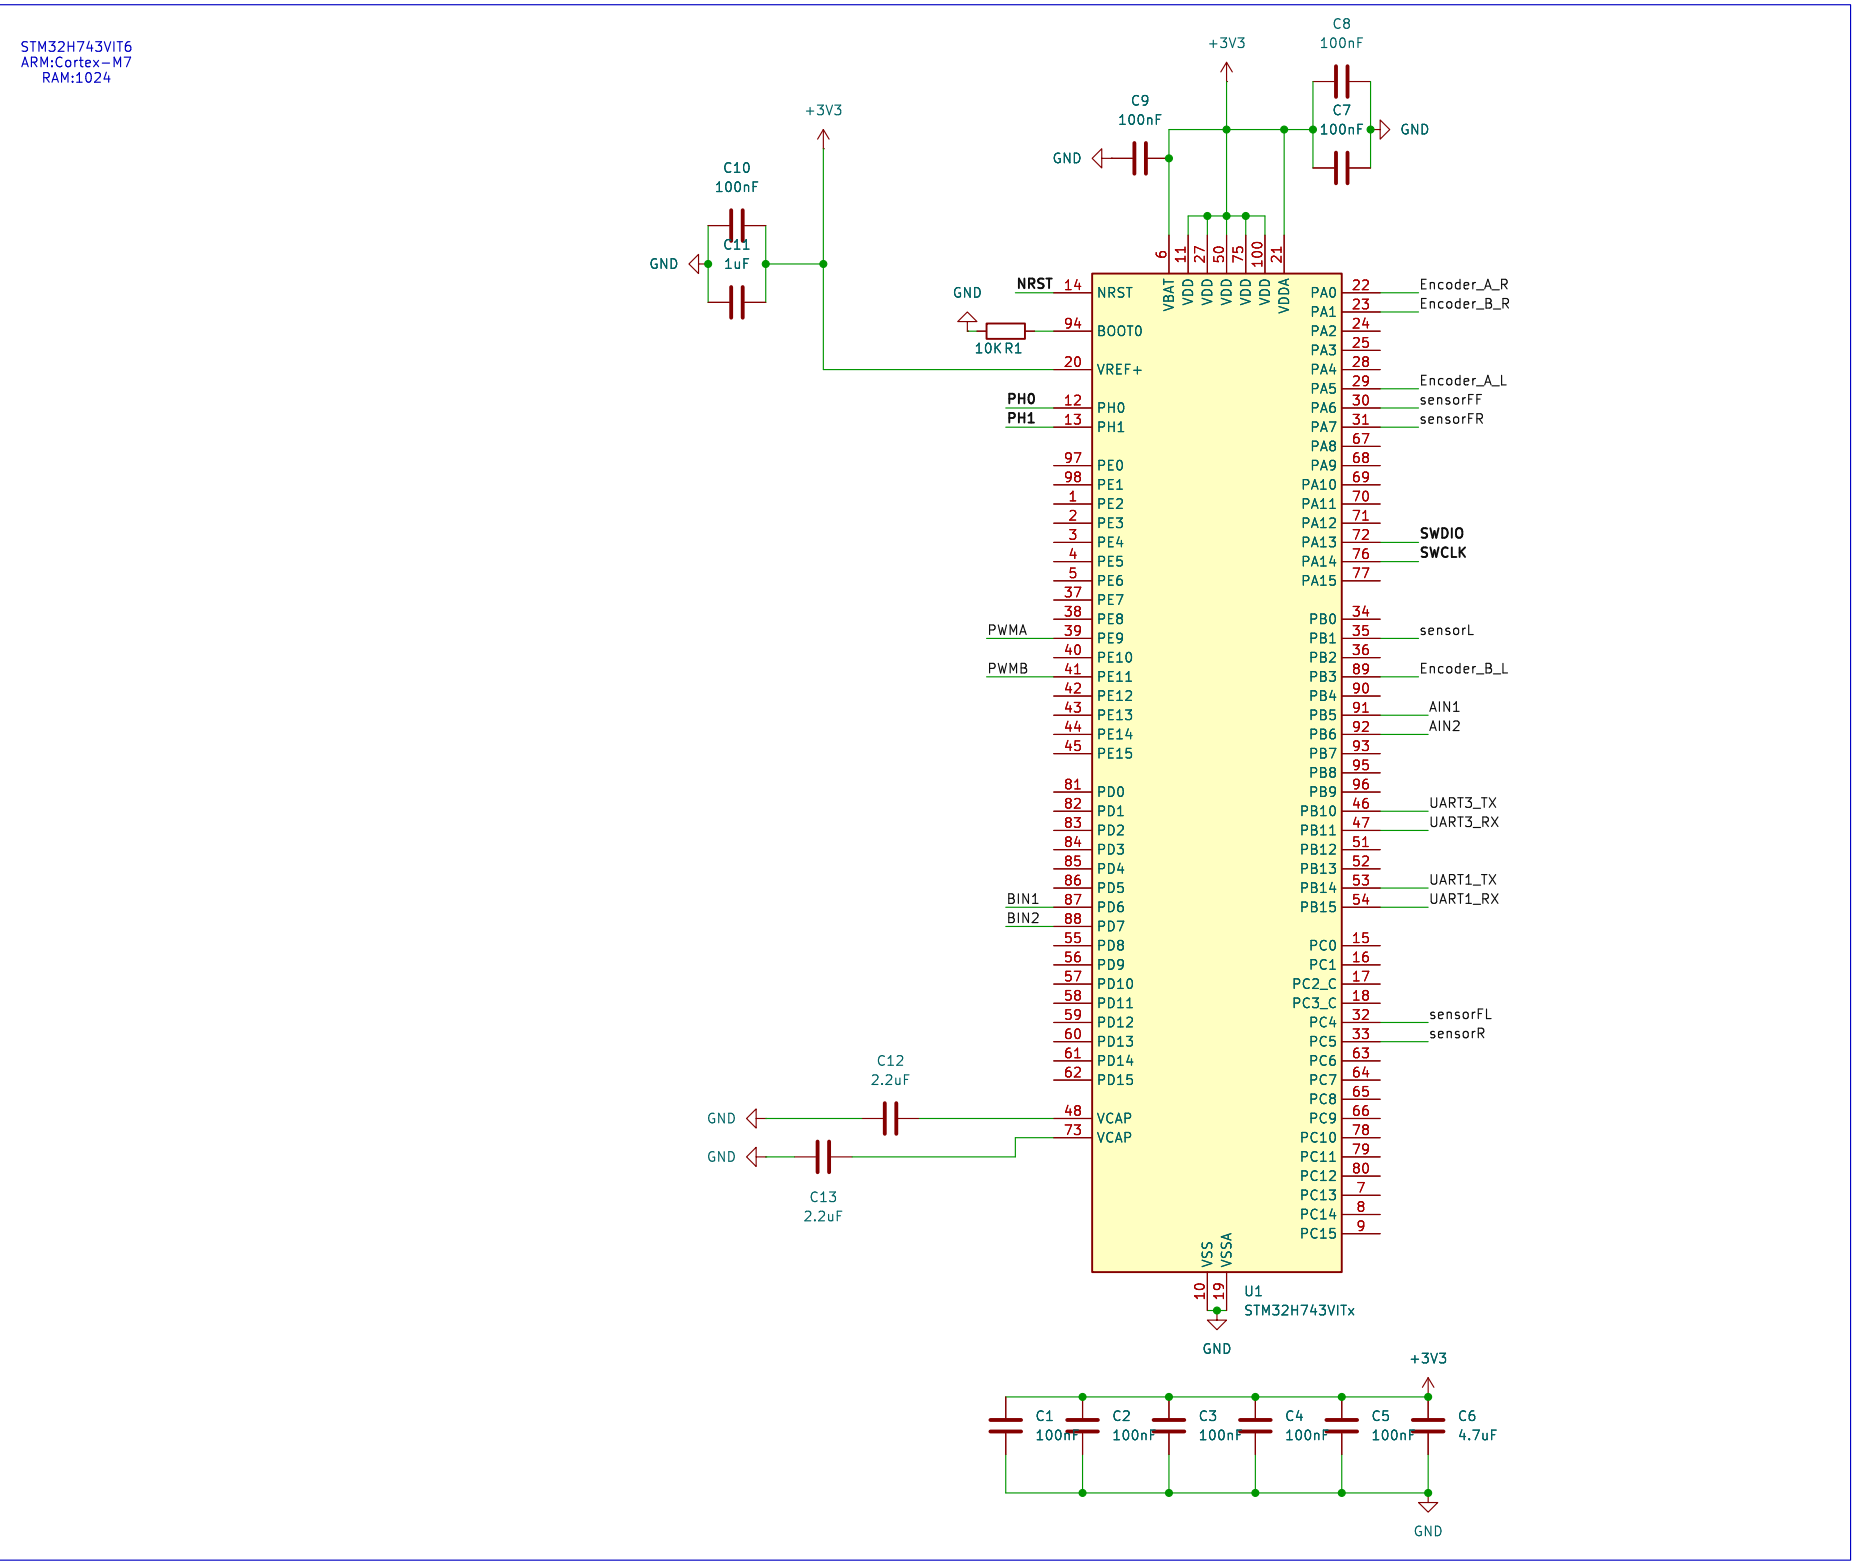 STM32H743VIT6
ARM:Cortex-M7
RAM:1024
C8
100nF
+3V3
C7
100nF
GND
C9
100nF
GND
+3V3
C10
100nF
C11
1uF
GND
6
11
27
50
75
100
21
VBAT
VDD
VDD
VDD
VDD
VDD
VDDA
NRST 14 NRST
GND
94 BOOT0
10K R1
20 VREF+
PH0 12 PH0
PH1 13 PH1
97 PE0
98 PE1
1 PE2
2 PE3
3 PE4
4 PE5
5 PE6
37 PE7
38 PE8
PWMA 39 PE9
40 PE10
PWMB 41 PE11
42 PE12
43 PE13
44 PE14
45 PE15
81 PD0
82 PD1
83 PD2
84 PD3
85 PD4
86 PD5
BIN1 87 PD6
BIN2 88 PD7
55 PD8
56 PD9
57 PD10
58 PD11
59 PD12
60 PD13
61 PD14
62 PD15
C12
2.2uF
GND 48 VCAP
73 VCAP
GND
C13
2.2uF
PA0 22 Encoder_A_R
PA1 23 Encoder_B_R
PA2 24
PA3 25
PA4 28
PA5 29 Encoder_A_L
PA6 30 sensorFF
PA7 31 sensorFR
PA8 67
PA9 68
PA10 69
PA11 70
PA12 71
PA13 72 SWDIO
PA14 76 SWCLK
PA15 77
PB0 34
PB1 35 sensorL
PB2 36
PB3 89 Encoder_B_L
PB4 90
PB5 91 AIN1
PB6 92 AIN2
PB7 93
PB8 95
PB9 96
PB10 46 UART3_TX
PB11 47 UART3_RX
PB12 51
PB13 52
PB14 53 UART1_TX
PB15 54 UART1_RX
PC0 15
PC1 16
PC2_C 17
PC3_C 18
PC4 32 sensorFL
PC5 33 sensorR
PC6 63
PC7 64
PC8 65
PC9 66
PC10 78
PC11 79
PC12 80
PC13 7
PC14 8
PC15 9
VSS
VSSA
10
19
U1
STM32H743VITx
GND
+3V3
C1
100nF
C2
100nF
C3
100nF
C4
100nF
C5
100nF
C6
4.7uF
GND